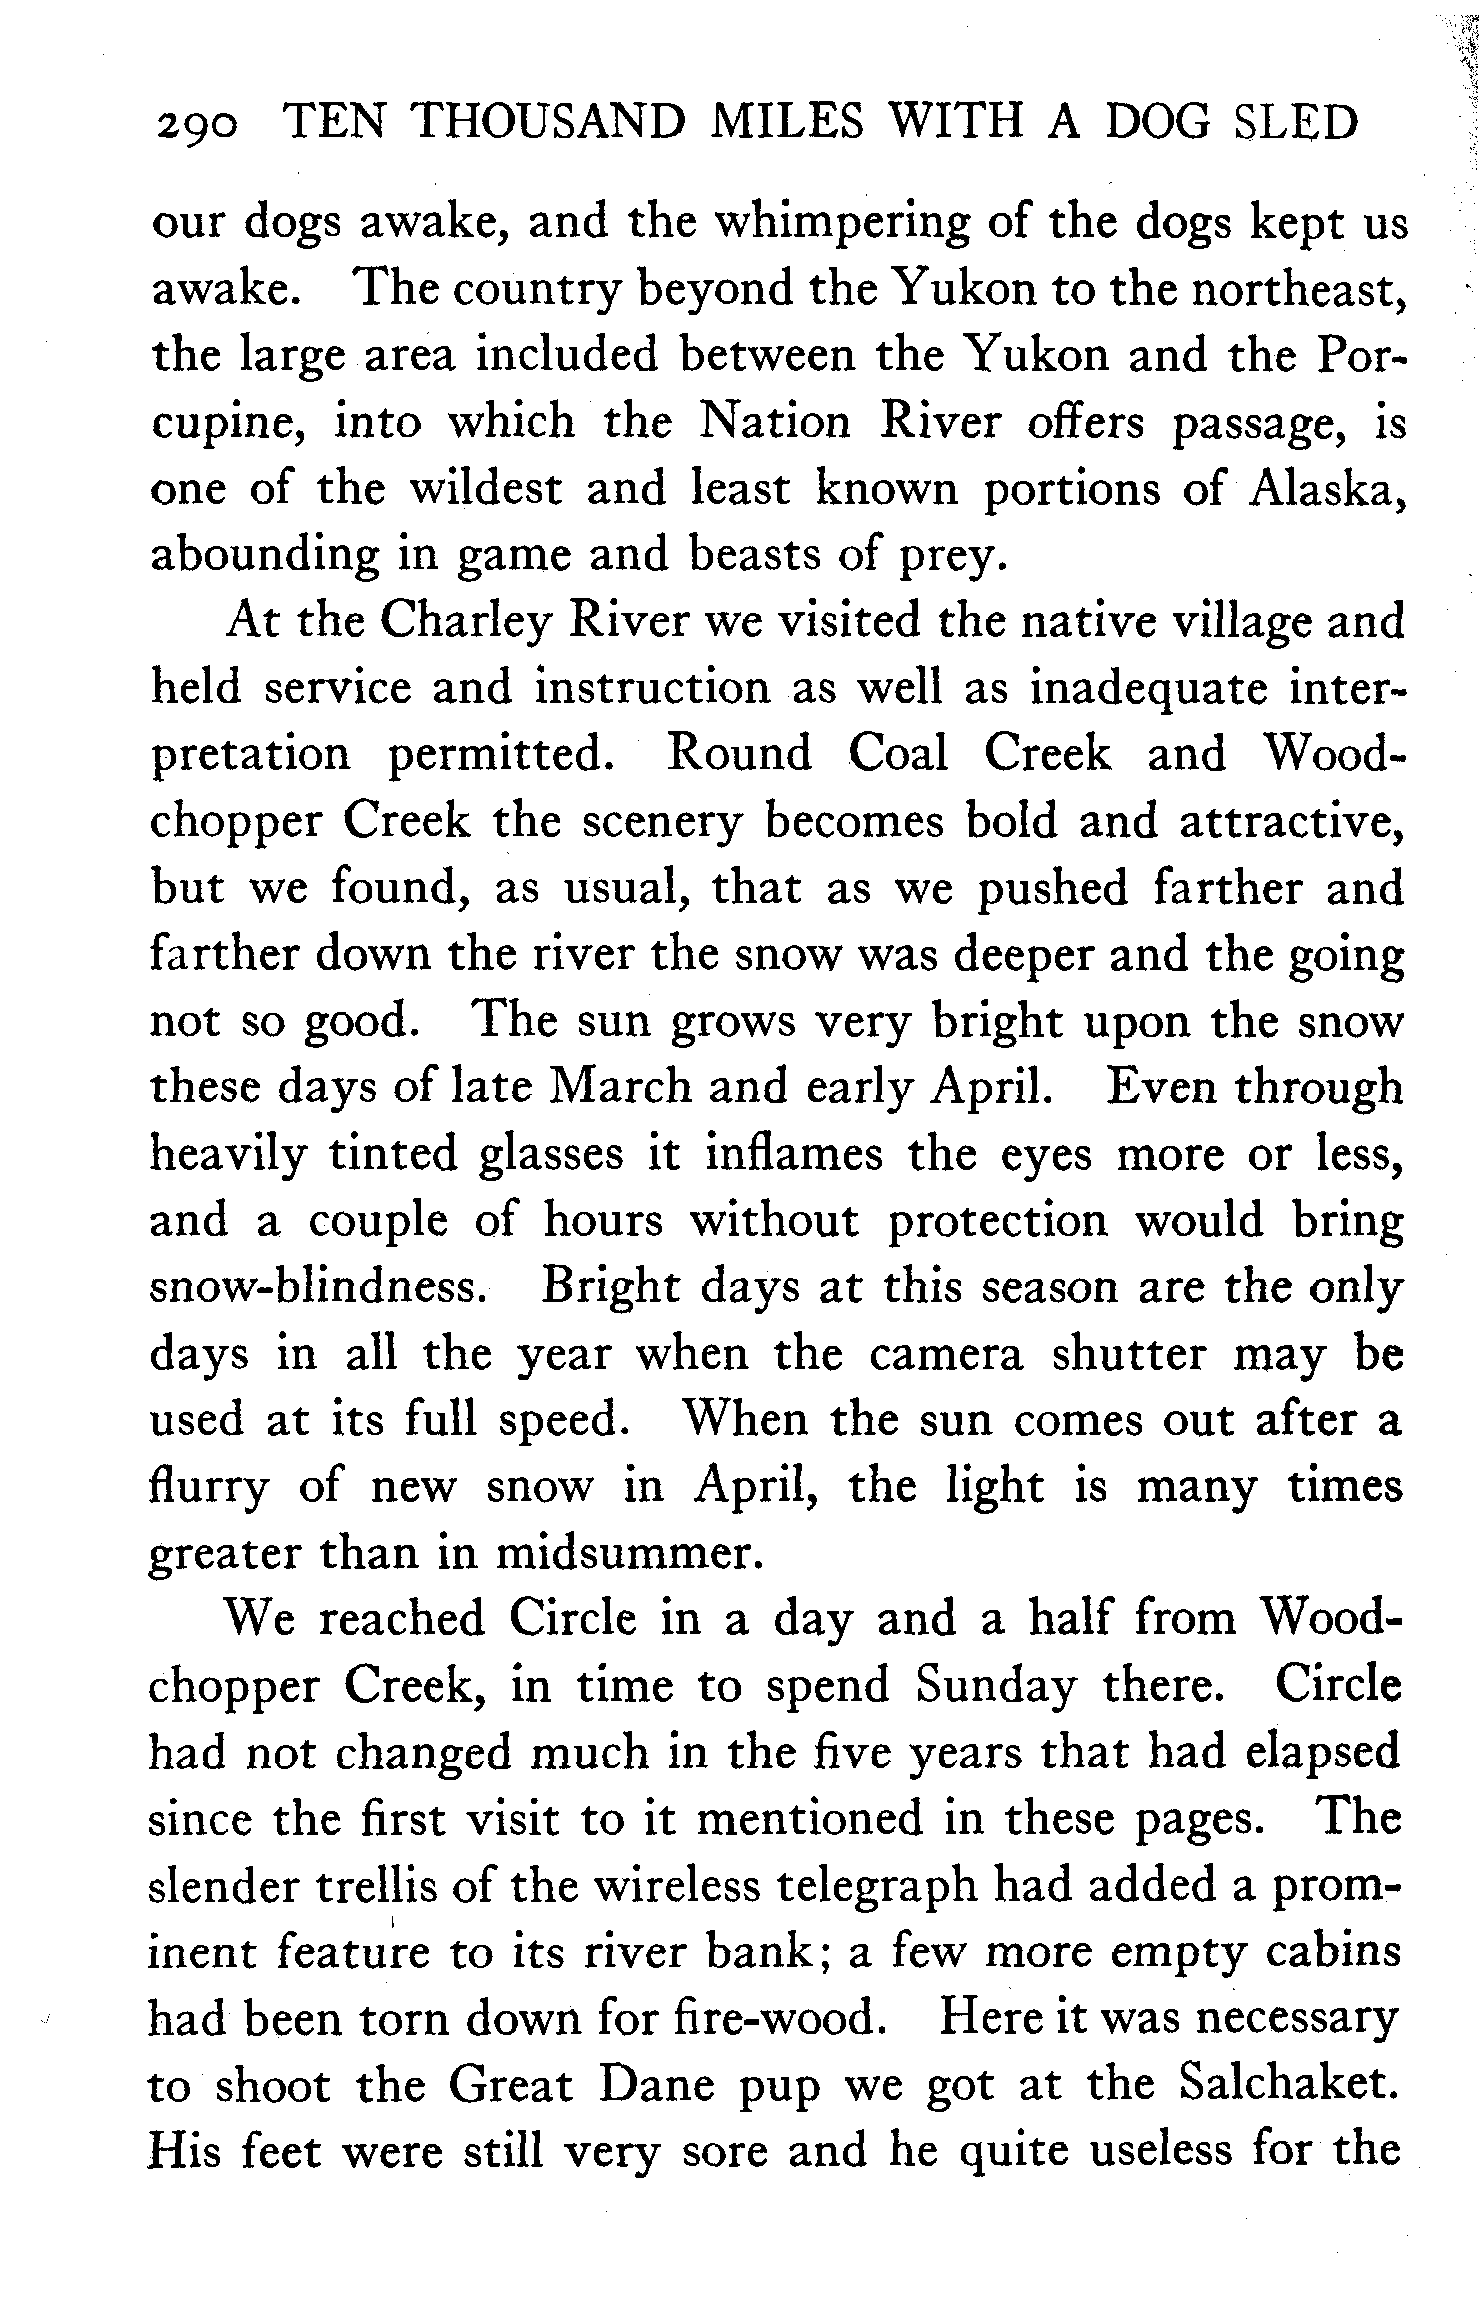 290 TEN THOUSAND MILES WITH A DOG SLED
our dogs awake, and the whimpering of the dogs kept us
awake. The country beyond the Yukon to the northeast,
the large area included between the Yukon and the Por-
cupine, into which the Nation River offers passage, is
one of the wildest and least known portions of Alaska,
abounding in game and beasts of prey.
At the Charley River we visited the native village and
held service and instruction as well as inadequate inter-
pretation permitted. Round Coal Creek and Wood-
chopper Creek the scenery becomes bold and attractive,
but we found, as usual, that as we pushed farther and
farther down the river the snow was deeper and the going
not so good. The sun grows very bright upon the snow
these days of late March and early April. Even through
heavily tinted glasses it inflames the eyes more or less,
and a couple of hours without protection would bring
snow-blindness. Bright days at this season are the only
days in all the year when the camera shutter may be
used at its full speed. When the sun comes out after a
flurry of new snow in April, the light is many times
greater than in midsummer.
We reached Circle in a day and a half from Wood-
chopper Creek, in time to spend Sunday there. Circle
had not changed much in the five years that had elapsed
since the first visit to it mentioned in these pages. The
slender trellis of the wireless telegraph had added a prom-
inent feature to its river bank; a few more empty cabins
had been torn down for fire-wood. Here it was necessary
to shoot the Great Dane pup we got at the Salchaket.
His feet were still very sore and he quite useless for the